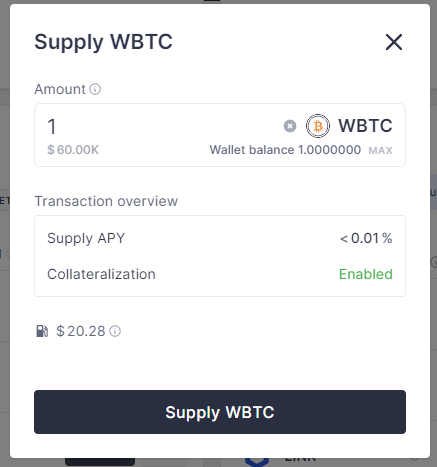 Supply WBTC
Amount
1 WBTC
$ 60.00K Wallet balance 1.0000000 MAX
Transaction overview
Supply APY <0.01 %
Collateralization Enabled
$ 20.28
Supply WBTC
LINK